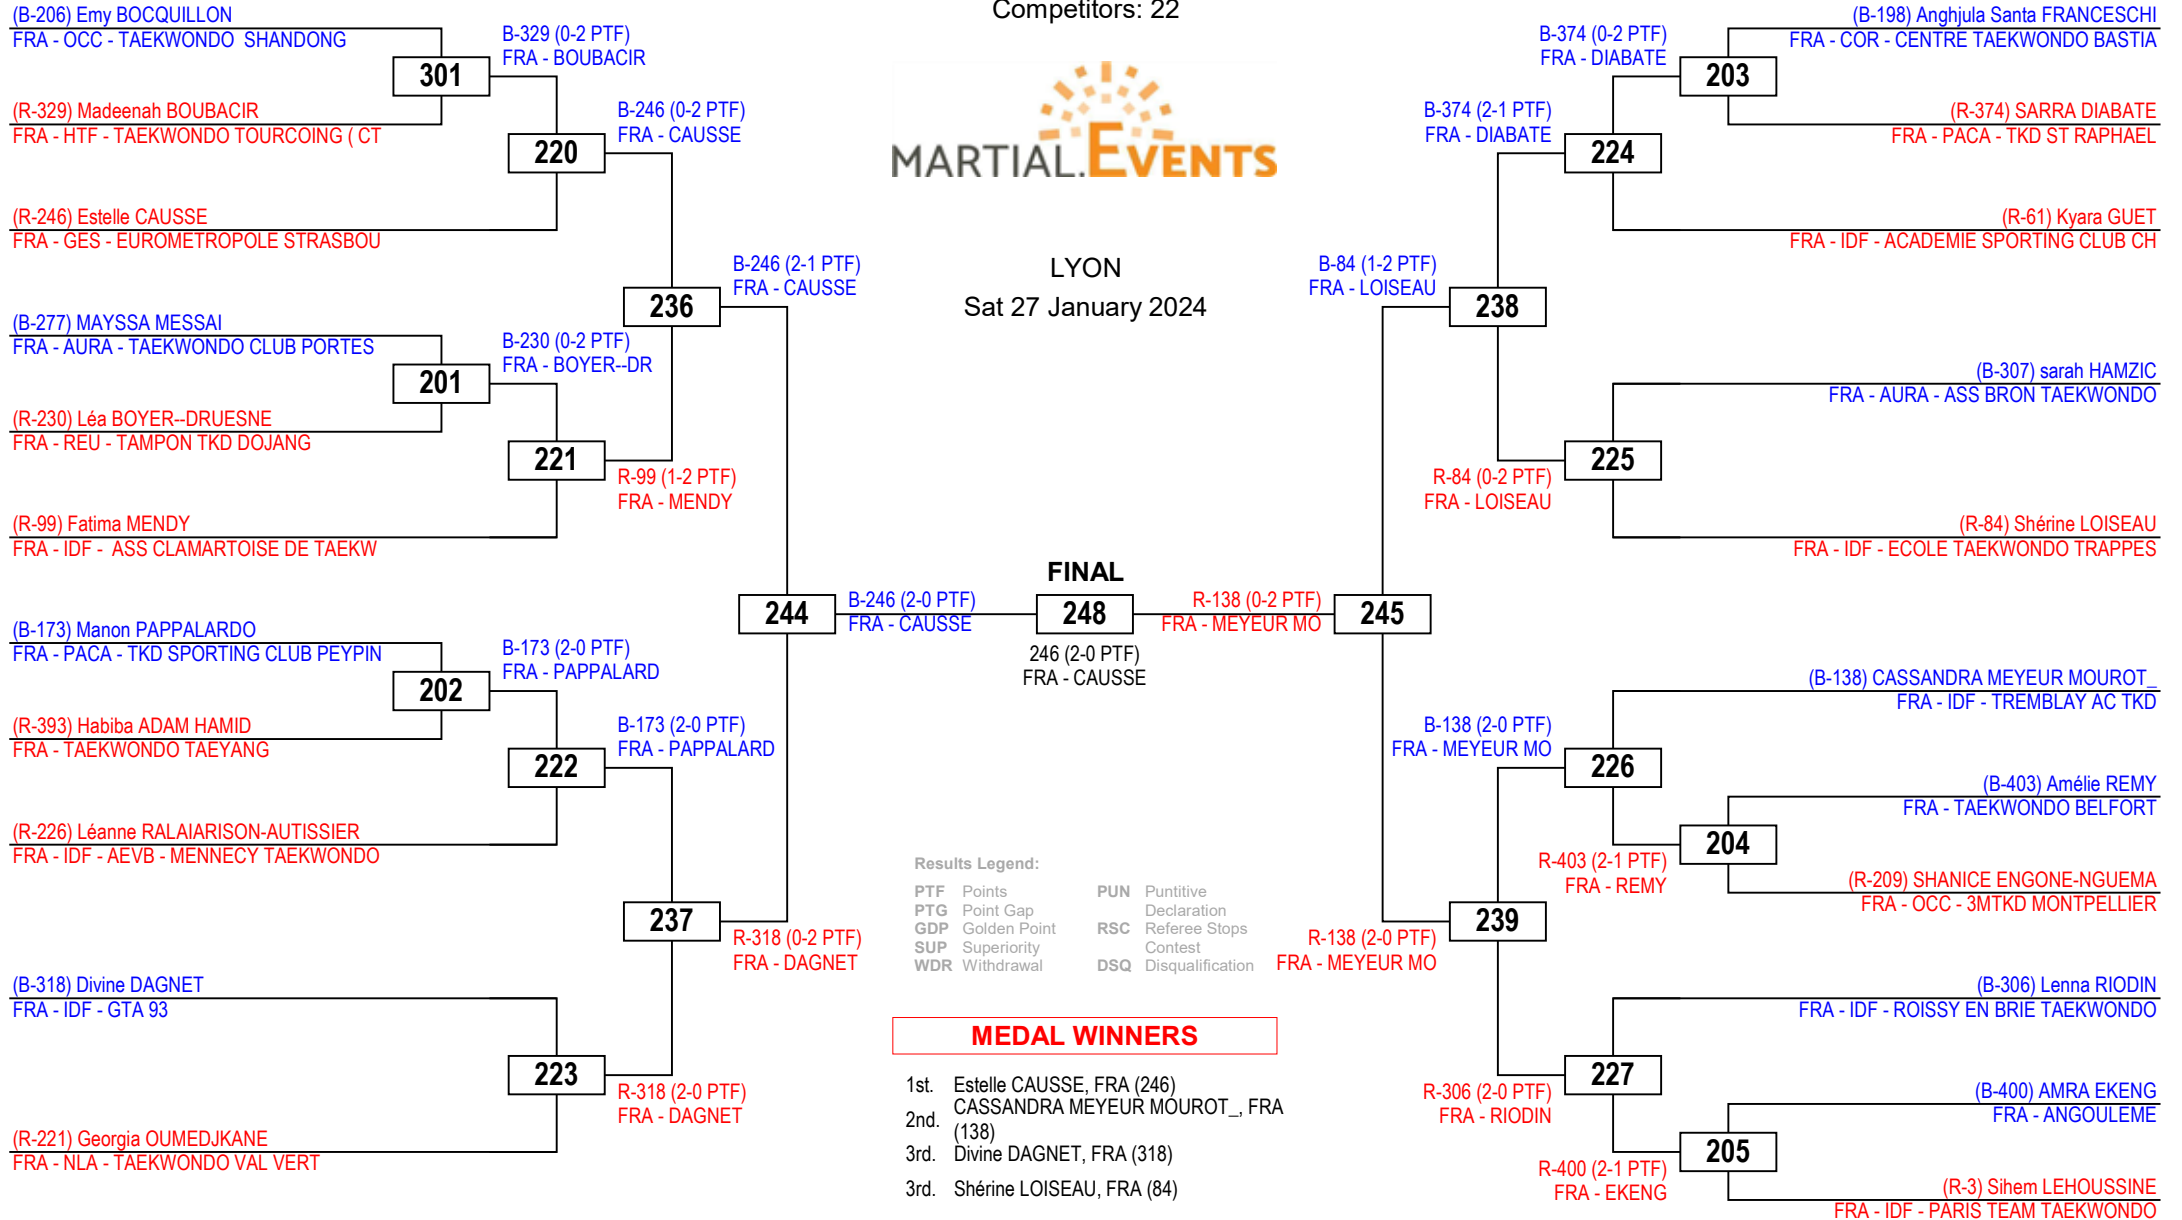 Competitors: 22
MARTIAL.EVENTS
LYON
Sat 27 January 2024
(B-206) Emy BOCQUILLON
FRA - OCC - TAEKWONDO  SHANDONG
301
(R-329) Madeenah BOUBACIR
FRA - HTF - TAEKWONDO TOURCOING ( CT
B-329 (0-2 PTF)
FRA - BOUBACIR
220
(R-246) Estelle CAUSSE
FRA - GES - EUROMETROPOLE STRASBOU
B-246 (0-2 PTF)
FRA - CAUSSE
236
B-246 (2-1 PTF)
FRA - CAUSSE
(B-277) MAYSSA MESSAI
FRA - AURA - TAEKWONDO CLUB PORTES
201
(R-230) Léa BOYER--DRUESNE
FRA - REU - TAMPON TKD DOJANG
B-230 (0-2 PTF)
FRA - BOYER--DR
221
(R-99) Fatima MENDY
FRA - IDF -  ASS CLAMARTOISE DE TAEKW
R-99 (1-2 PTF)
FRA - MENDY
244
B-246 (2-0 PTF)
FRA - CAUSSE
(B-173) Manon PAPPALARDO
FRA - PACA - TKD SPORTING CLUB PEYPIN
202
(R-393) Habiba ADAM HAMID
FRA - TAEKWONDO TAEYANG
B-173 (2-0 PTF)
FRA - PAPPALARD
222
(R-226) Léanne RALAIARISON-AUTISSIER
FRA - IDF - AEVB - MENNECY TAEKWONDO
B-173 (2-0 PTF)
FRA - PAPPALARD
237
R-318 (0-2 PTF)
FRA - DAGNET
(B-318) Divine DAGNET
FRA - IDF - GTA 93
223
(R-221) Georgia OUMEDJKANE
FRA - NLA - TAEKWONDO VAL VERT
R-318 (2-0 PTF)
FRA - DAGNET
FINAL
248
246 (2-0 PTF)
FRA - CAUSSE
(B-198) Anghjula Santa FRANCESCHI
FRA - COR - CENTRE TAEKWONDO BASTIA
203
(R-374) SARRA DIABATE
FRA - PACA - TKD ST RAPHAEL
B-374 (0-2 PTF)
FRA - DIABATE
224
(R-61) Kyara GUET
FRA - IDF - ACADEMIE SPORTING CLUB CH
B-374 (2-1 PTF)
FRA - DIABATE
238
B-84 (1-2 PTF)
FRA - LOISEAU
(B-307) sarah HAMZIC
FRA - AURA - ASS BRON TAEKWONDO
225
(R-84) Shérine LOISEAU
FRA - IDF - ECOLE TAEKWONDO TRAPPES
R-84 (0-2 PTF)
FRA - LOISEAU
245
R-138 (0-2 PTF)
FRA - MEYEUR MO
(B-138) CASSANDRA MEYEUR MOUROT_
FRA - IDF - TREMBLAY AC TKD
226
B-138 (2-0 PTF)
FRA - MEYEUR MO
(B-403) Amélie REMY
FRA - TAEKWONDO BELFORT
204
(R-209) SHANICE ENGONE-NGUEMA
FRA - OCC - 3MTKD MONTPELLIER
R-403 (2-1 PTF)
FRA - REMY
239
R-138 (2-0 PTF)
FRA - MEYEUR MO
(B-306) Lenna RIODIN
FRA - IDF - ROISSY EN BRIE TAEKWONDO
227
R-306 (2-0 PTF)
FRA - RIODIN
(B-400) AMRA EKENG
FRA - ANGOULEME
205
(R-3) Sihem LEHOUSSINE
FRA - IDF - PARIS TEAM TAEKWONDO
R-400 (2-1 PTF)
FRA - EKENG
Results Legend:
PTF Points
PTG Point Gap
GDP Golden Point
SUP Superiority
WDR Withdrawal
PUN Puntitive
Declaration
RSC Referee Stops
Contest
DSQ Disqualification
MEDAL WINNERS
1st. Estelle CAUSSE, FRA (246)
2nd. CASSANDRA MEYEUR MOUROT_, FRA
(138)
3rd. Divine DAGNET, FRA (318)
3rd. Shérine LOISEAU, FRA (84)